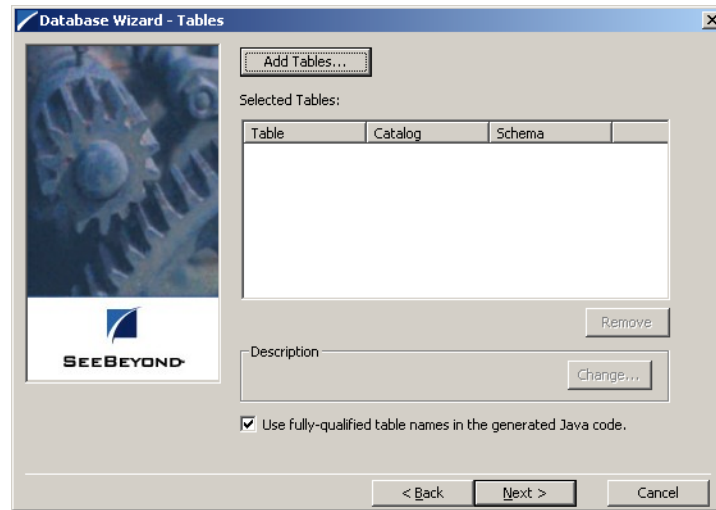 Database Wizard - Tables
Add Tables...
Selected Tables:
Table Catalog Schema
Remove
SEEBEYOND
Description
Change...
Use fully-qualified table names in the generated Java code.
< Back Next > Cancel